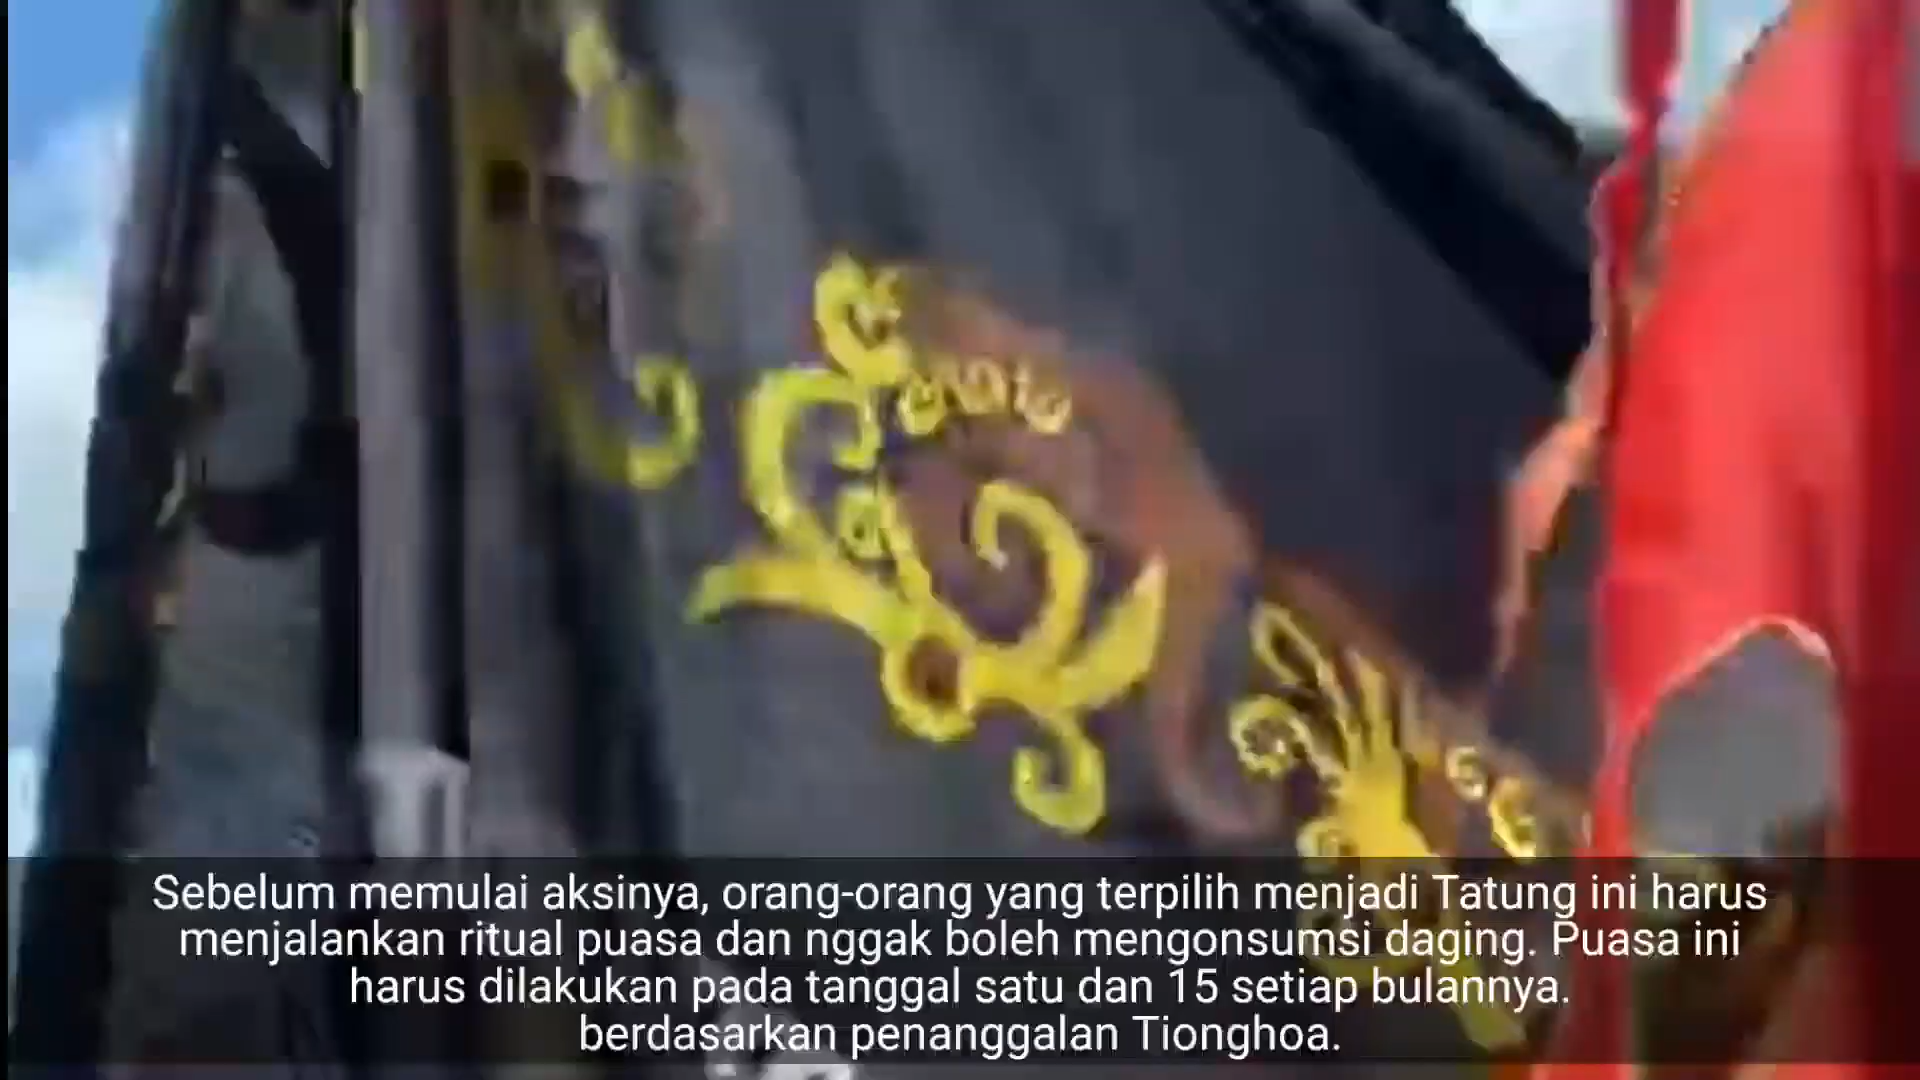 Sebelum memulai aksinya, orang-orang yang terpilih menjadi Tatung ini harus
menjalankan ritual puasa dan nggak boleh mengonsumsi daging. Puasa ini
harus dilakukan pada tanggal satu dan 15 setiap bulannya.
berdasarkan penanggalan Tionghoa.